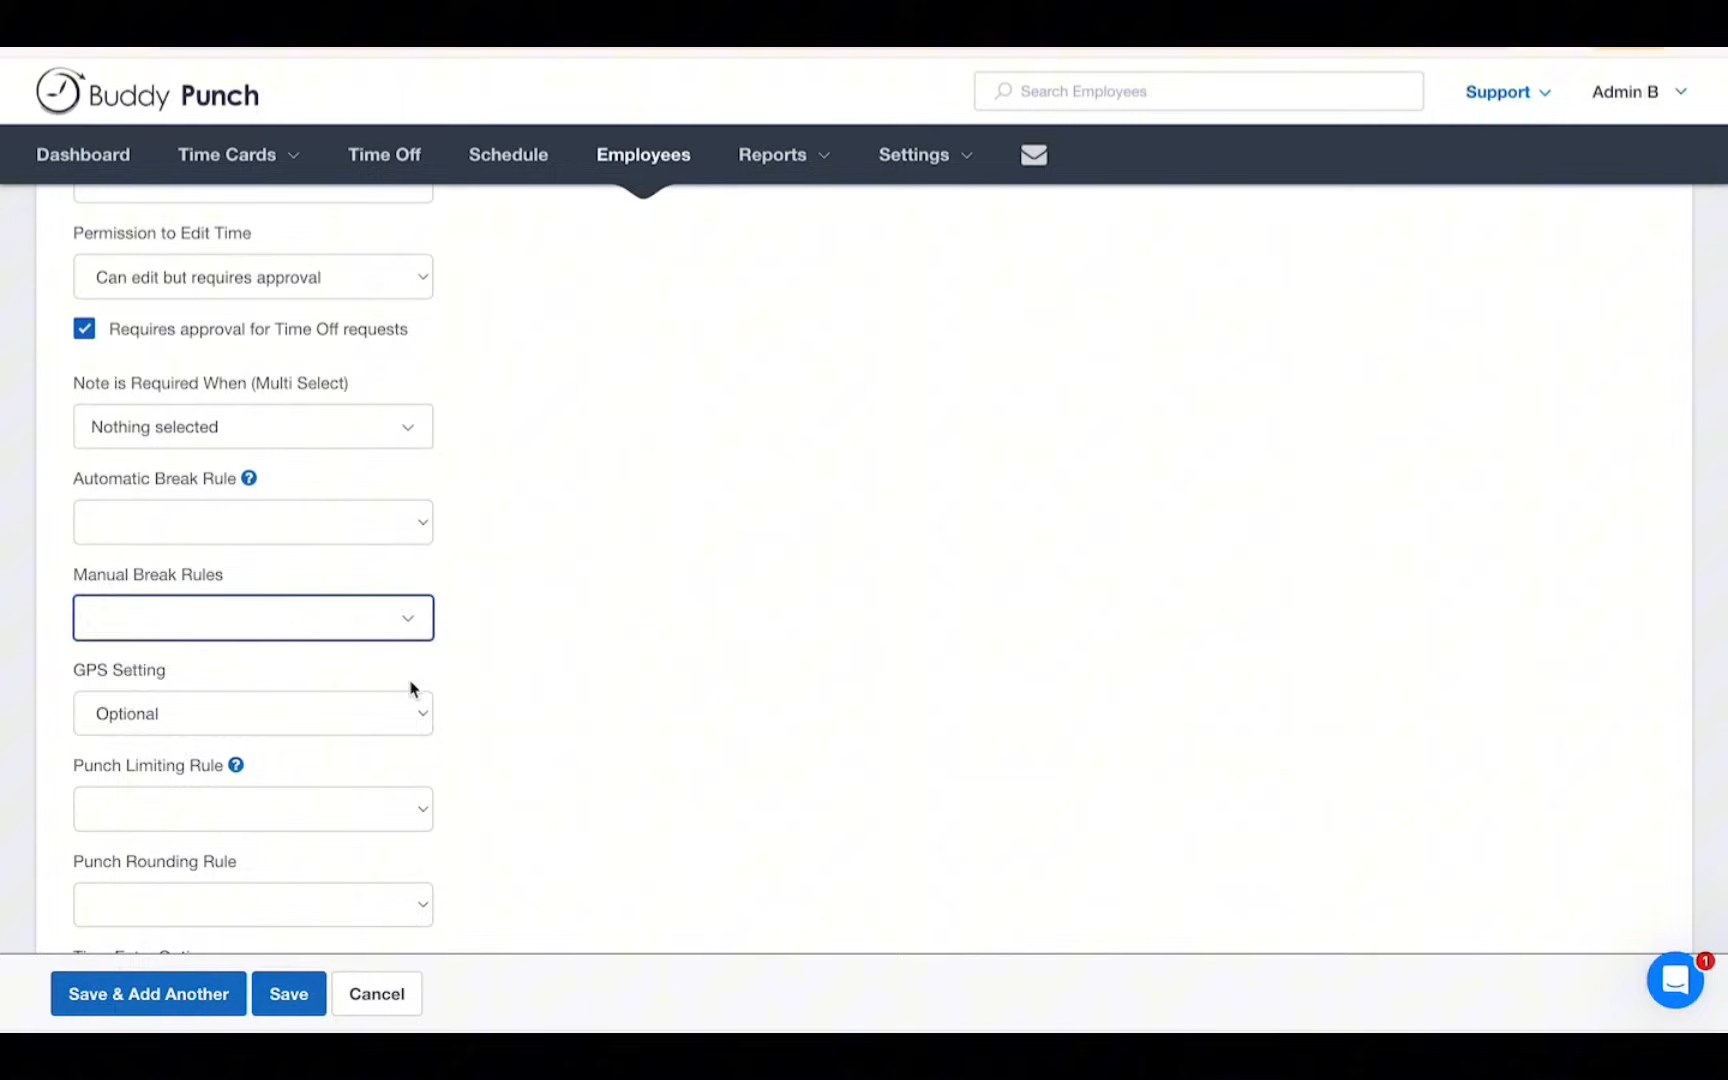 Buddy Punch
Search Employees
Support
Admin B
Dashboard
Time Cards
Time Off
Schedule
Employees
Reports
Settings
Permission to Edit Time
Can edit but requires approval
Requires approval for Time Off requests
Note is Required When (Multi Select)
Nothing selected
Automatic Break Rule ?
Manual Break Rules
GPS Setting
Optional
Punch Limiting Rule ?
Punch Rounding Rule
Save & Add Another
Save
Cancel
1